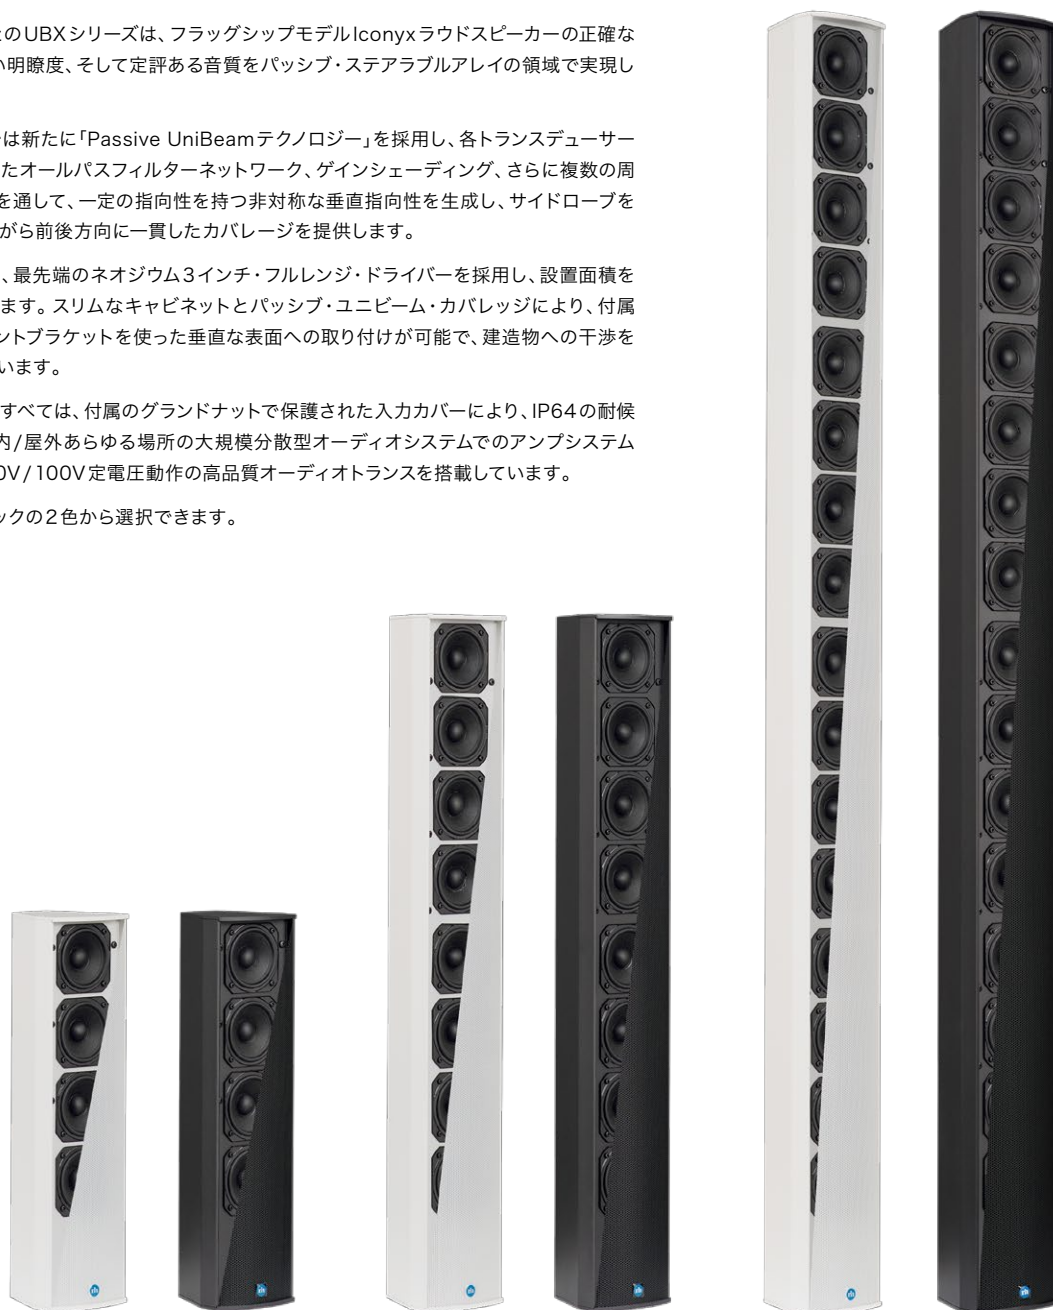 のUBXシリーズは、フラッグシップモデルIconyxラウドスピーカーの正確な
い明瞭度、そして定評ある音質をパッシブ・ステアラブルアレイの領域で実現し
は新たに「Passive UniBeamテクノロジー」を採用し、各トランスデューサー
たオールパスフィルターネットワーク、ゲインシェーディング、さらに複数の周
を通して、一定の指向性を持つ非対称な垂直指向性を生成し、サイドローブを
がら前後方向に一貫したカバレージを提供します。
、最先端のネオジウム3インチ・フルレンジ・ドライバーを採用し、設置面積を
ます。スリムなキャビネットとパッシブ・ユニビーム・カバレッジにより、付属
ントブラケットを使った垂直な表面への取り付けが可能で、建造物への干渉を
います。
すべては、付属のグランドナットで保護された入力カバーにより、IP64の耐候
内/屋外あらゆる場所の大規模分散型オーディオシステムでのアンプシステム
0V/100V定電圧動作の高品質オーディオトランスを搭載しています。
ックの2色から選択できます。